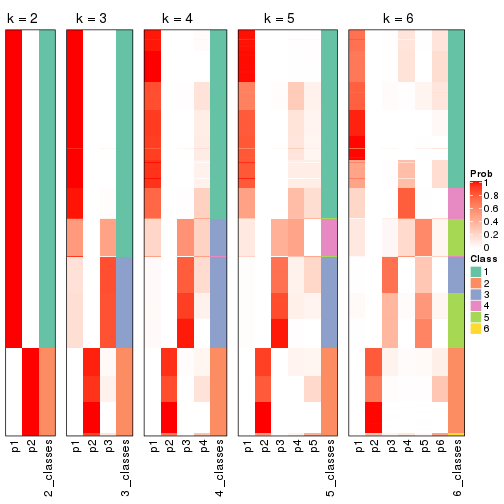 k = 2
k = 3
k = 4
k = 5
k = 6
Prob
1
0.8
0.6
0.4
0.2
0
Class
1
2
3
4
5
6
p1
p2
2_classes
p1
p2
p3
3_classes
p1
p2
p3
p4
4_classes
p1
p2
p3
p4
p5
5_classes
p1
p2
p3
p4
p5
p6
6_classes